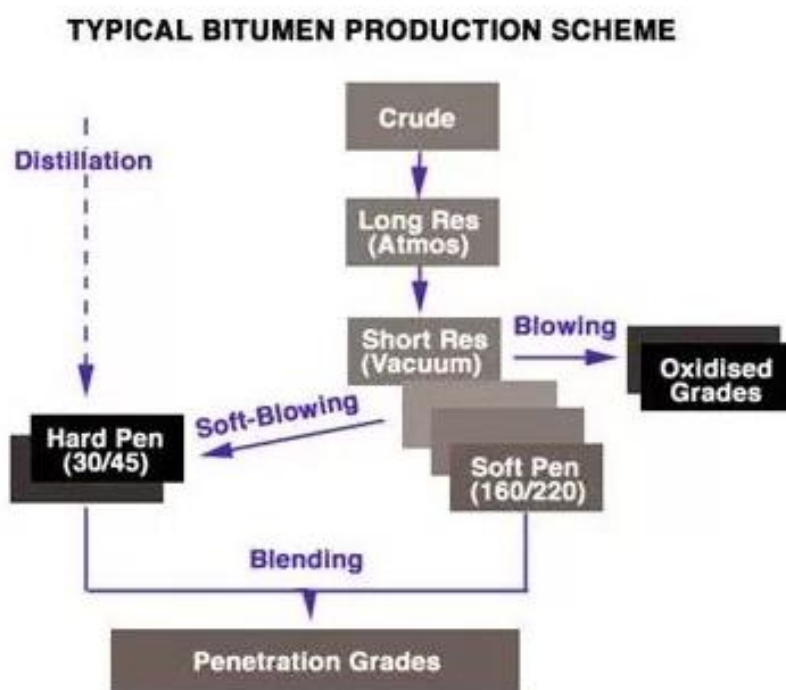 TYPICAL BITUMEN PRODUCTION SCHEME
Crude
Distillation
Long Res
(Atmos)
Short Res
(Vacuum)
Blowing
Oxidised
Grades
Soft-Blowing
Hard Pen
(30/45)
Soft Pen
(160/220)
Blending
Penetration Grades